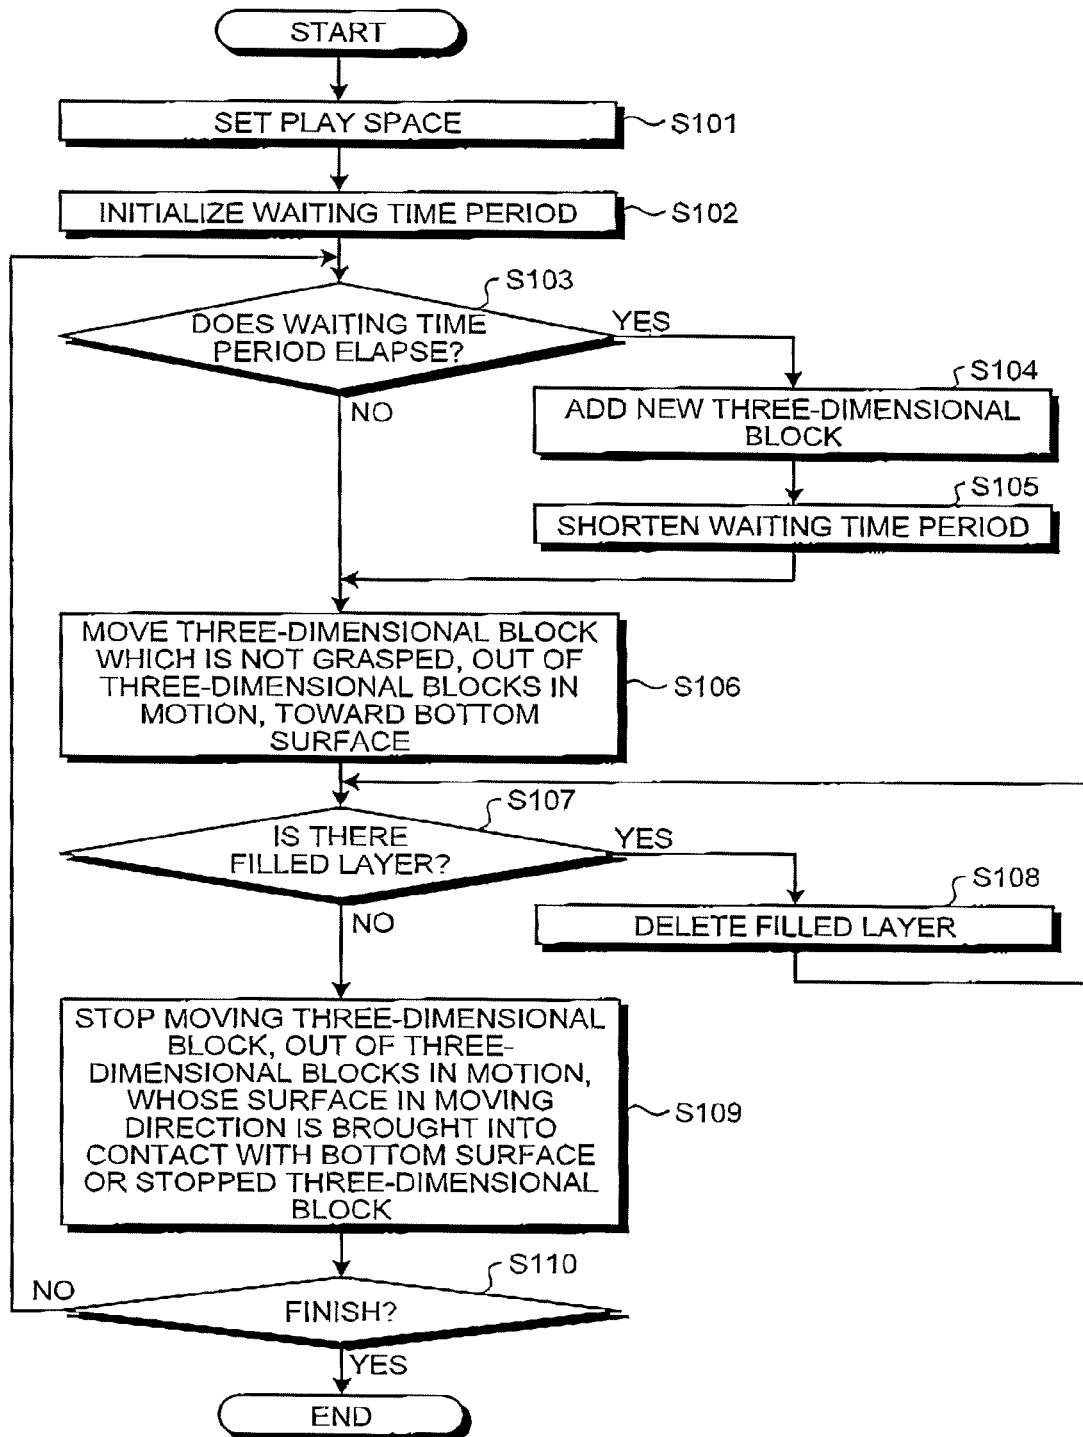 START
SET PLAY SPACE
S101
INITIALIZE WAITING TIME PERIOD
S102
S103
DOES WAITING TIME
PERIOD ELAPSE?
YES
NO
S104
ADD NEW THREE-DIMENSIONAL
BLOCK
S105
SHORTEN WAITING TIME PERIOD
MOVE THREE-DIMENSIONAL BLOCK
WHICH IS NOT GRASPED, OUT OF
THREE-DIMENSIONAL BLOCKS IN
MOTION, TOWARD BOTTOM
SURFACE
S106
S107
IS THERE
FILLED LAYER?
YES
NO
S108
DELETE FILLED LAYER
STOP MOVING THREE-DIMENSIONAL
BLOCK, OUT OF THREE-
DIMENSIONAL BLOCKS IN MOTION,
WHOSE SURFACE IN MOVING
DIRECTION IS BROUGHT INTO
CONTACT WITH BOTTOM SURFACE
OR STOPPED THREE-DIMENSIONAL
BLOCK
S109
S110
NO
FINISH?
YES
END